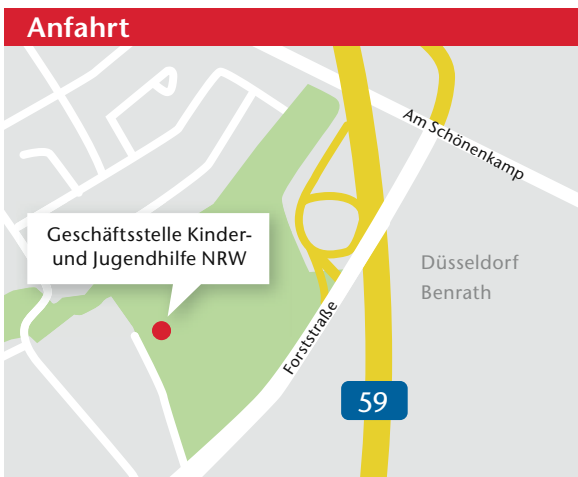 Anfahrt
Am Schönenkamp
Geschäftsstelle Kinder-
und Jugendhilfe NRW
Düsseldorf
Benrath
Forststraße
59